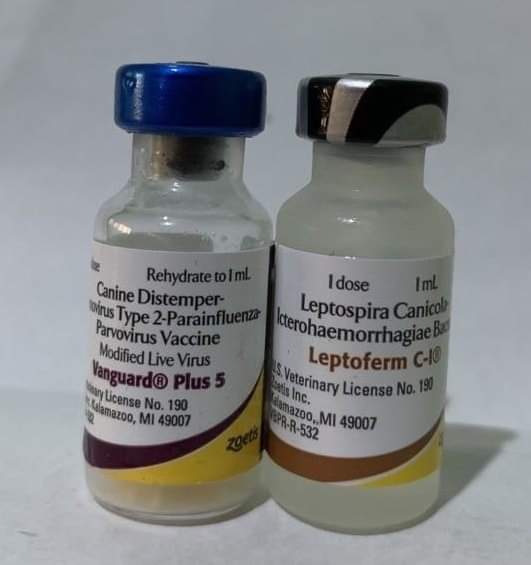 Rehydrate to 1 mL
Canine Distemper-
Type 2-Parainfluenza-
Parvovirus Vaccine
Modified Live Virus
Vanguard® Plus 5
License No. 190
Kalamazoo, MI 49007
zoetis
1 dose 1 mL
Leptospira Canicola-
Icterohaemorrhagiae
Leptoferm C-I®
U.S. Veterinary License No. 190
Zoetis Inc.
Kalamazoo, MI 49007
VBPR-R-532